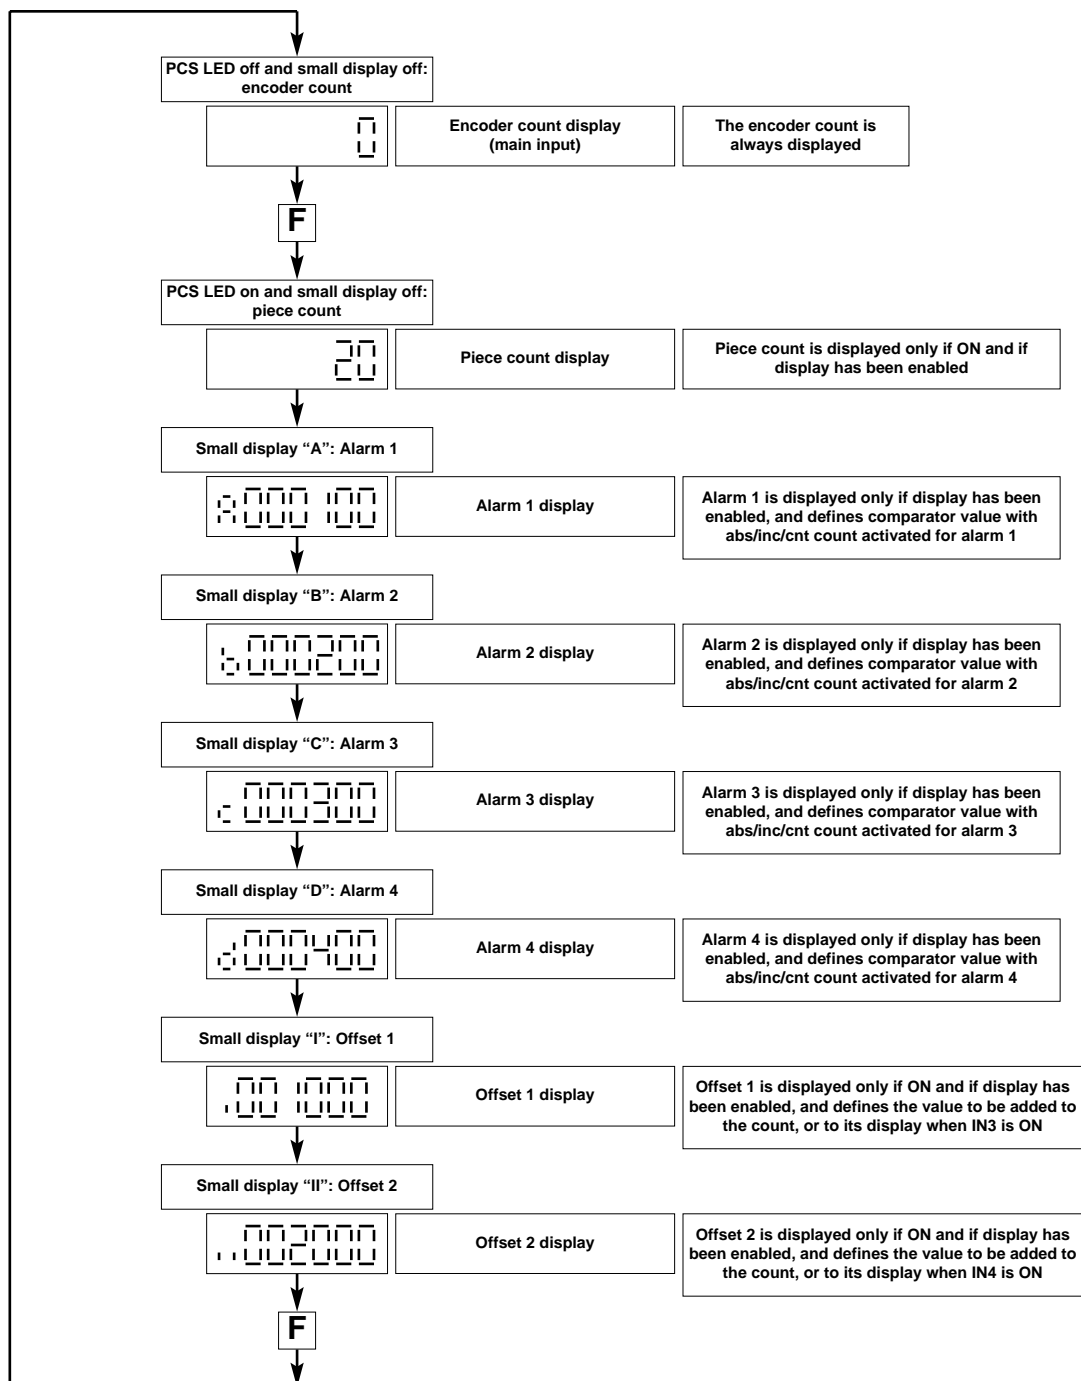 PCS LED off and small display off:
encoder count
0
Encoder count display
(main input)
The encoder count is
always displayed
F
PCS LED on and small display off:
piece count
20
Piece count display
Piece count is displayed only if ON and if
display has been enabled
Small display “A”: Alarm 1
A000100
Alarm 1 display
Alarm 1 is displayed only if display has been
enabled, and defines comparator value with
abs/inc/cnt count activated for alarm 1
Small display “B”: Alarm 2
b000200
Alarm 2 display
Alarm 2 is displayed only if display has been
enabled, and defines comparator value with
abs/inc/cnt count activated for alarm 2
Small display “C”: Alarm 3
c000300
Alarm 3 display
Alarm 3 is displayed only if display has been
enabled, and defines comparator value with
abs/inc/cnt count activated for alarm 3
Small display “D”: Alarm 4
d000400
Alarm 4 display
Alarm 4 is displayed only if display has been
enabled, and defines comparator value with
abs/inc/cnt count activated for alarm 4
Small display “I”: Offset 1
ı001000
Offset 1 display
Offset 1 is displayed only if ON and if display has
been enabled, and defines the value to be added to
the count, or to its display when IN3 is ON
Small display “II”: Offset 2
ıı002000
Offset 2 display
Offset 2 is displayed only if ON and if display has
been enabled, and defines the value to be added to
the count, or to its display when IN4 is ON
F